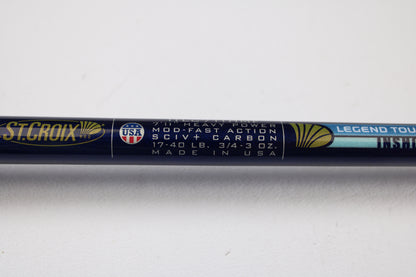 ST.CROIX
USA
7'11" HEAVY POWER
MOD-FAST ACTION
SCIV+ CARBON
17-40 LB. 3/4-3 OZ.
MADE IN USA
LEGEND TOU